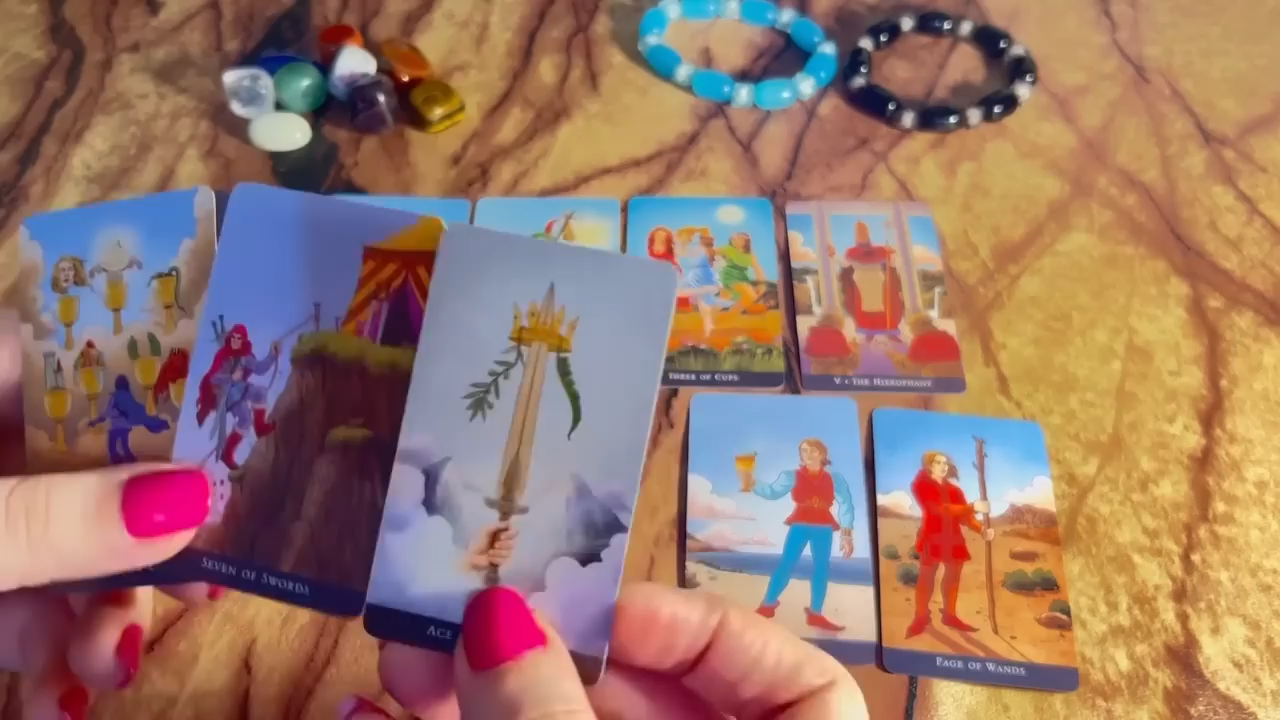 THREE OF CUPS
V • THE HIEROPHANT
SEVEN OF SWORDS
ACE
PAGE OF WANDS